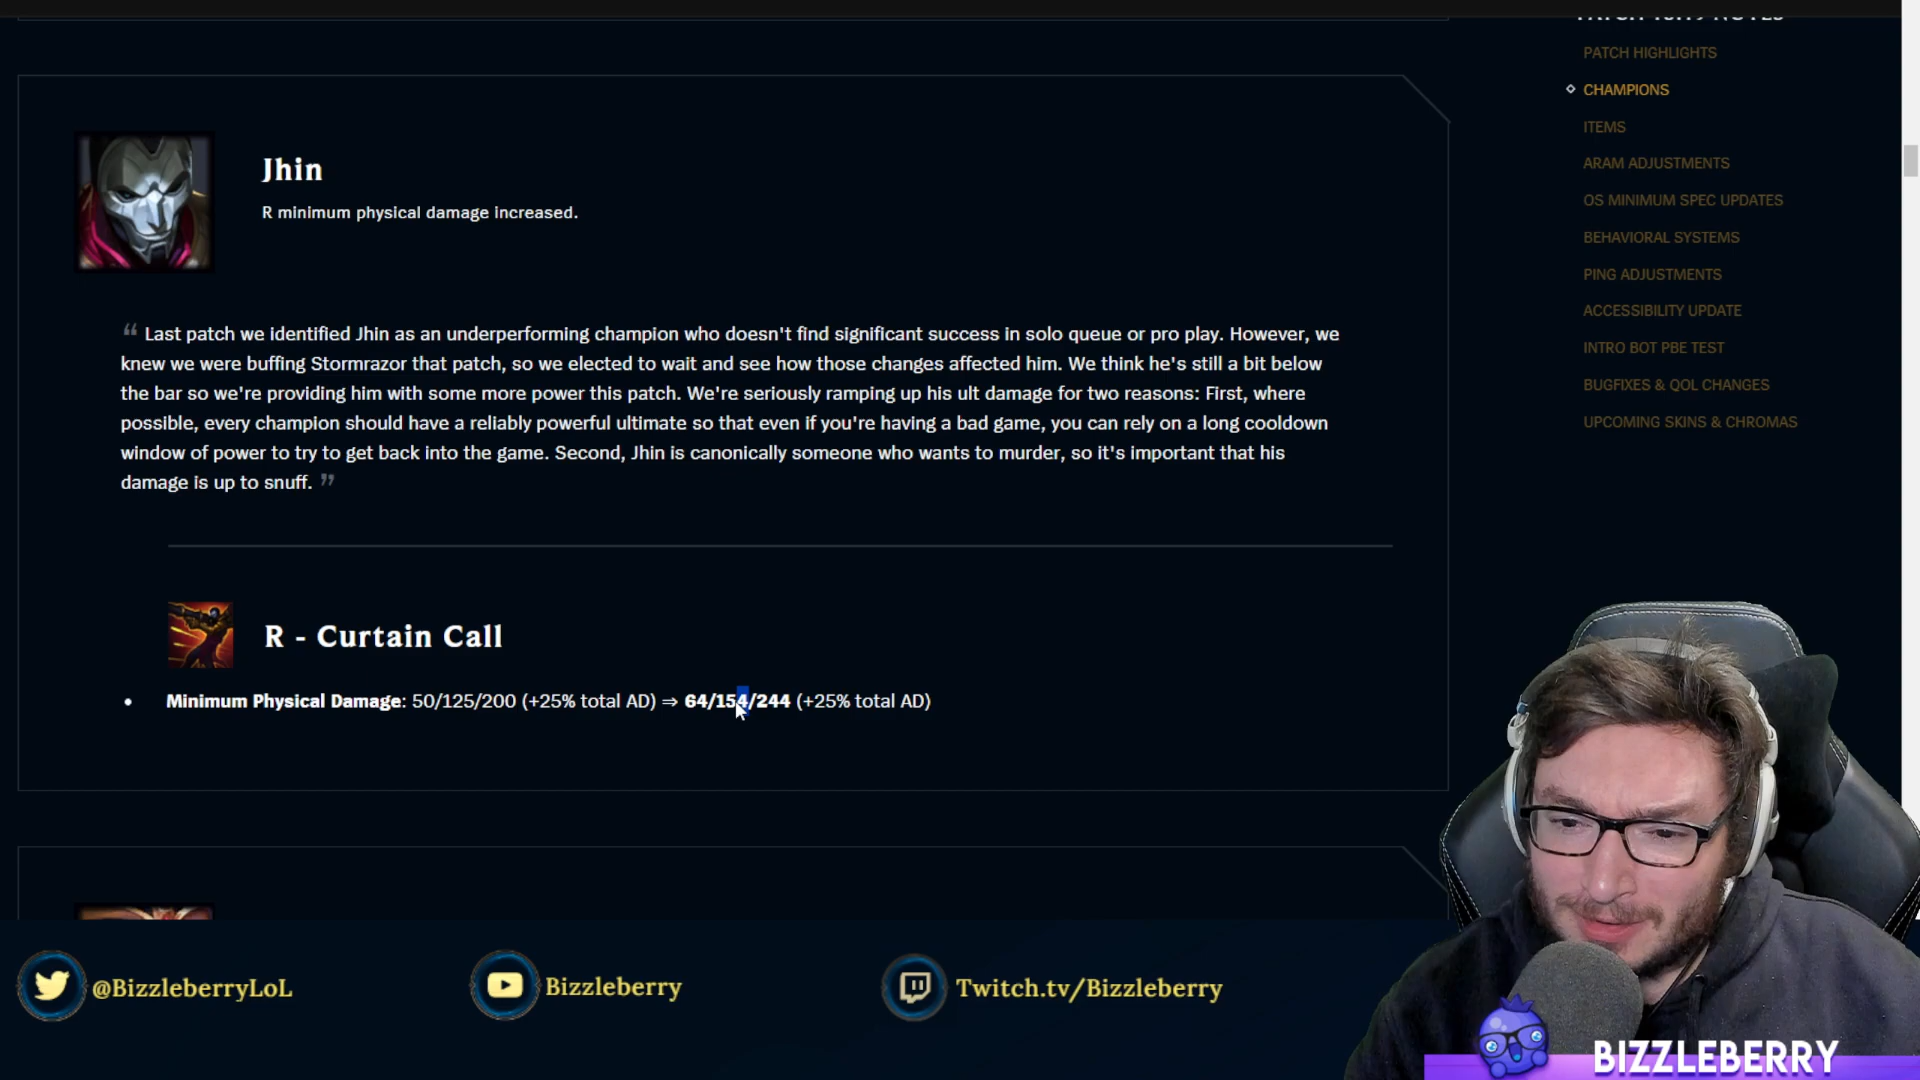 PATCH HIGHLIGHTS
CHAMPIONS
ITEMS
ARAM ADJUSTMENTS
OS MINIMUM SPEC UPDATES
BEHAVIORAL SYSTEMS
PING ADJUSTMENTS
ACCESSIBILITY UPDATE
INTRO BOT PBE TEST
BUGFIXES & QOL CHANGES
UPCOMING SKINS & CHROMAS
Jhin
R minimum physical damage increased.
“ Last patch we identified Jhin as an underperforming champion who doesn't find significant success in solo queue or pro play. However, we
knew we were buffing Stormrazor that patch, so we elected to wait and see how those changes affected him. We think he's still a bit below
the bar so we're providing him with some more power this patch. We're seriously ramping up his ult damage for two reasons: First, where
possible, every champion should have a reliably powerful ultimate so that even if you're having a bad game, you can rely on a long cooldown
window of power to try to get back into the game. Second, Jhin is canonically someone who wants to murder, so it's important that his
damage is up to snuff. ”
R - Curtain Call
• Minimum Physical Damage: 50/125/200 (+25% total AD) ⇒ 64/154/244 (+25% total AD)
@BizzleberryLoL
Bizzleberry
Twitch.tv/Bizzleberry
BIZZLEBERRY